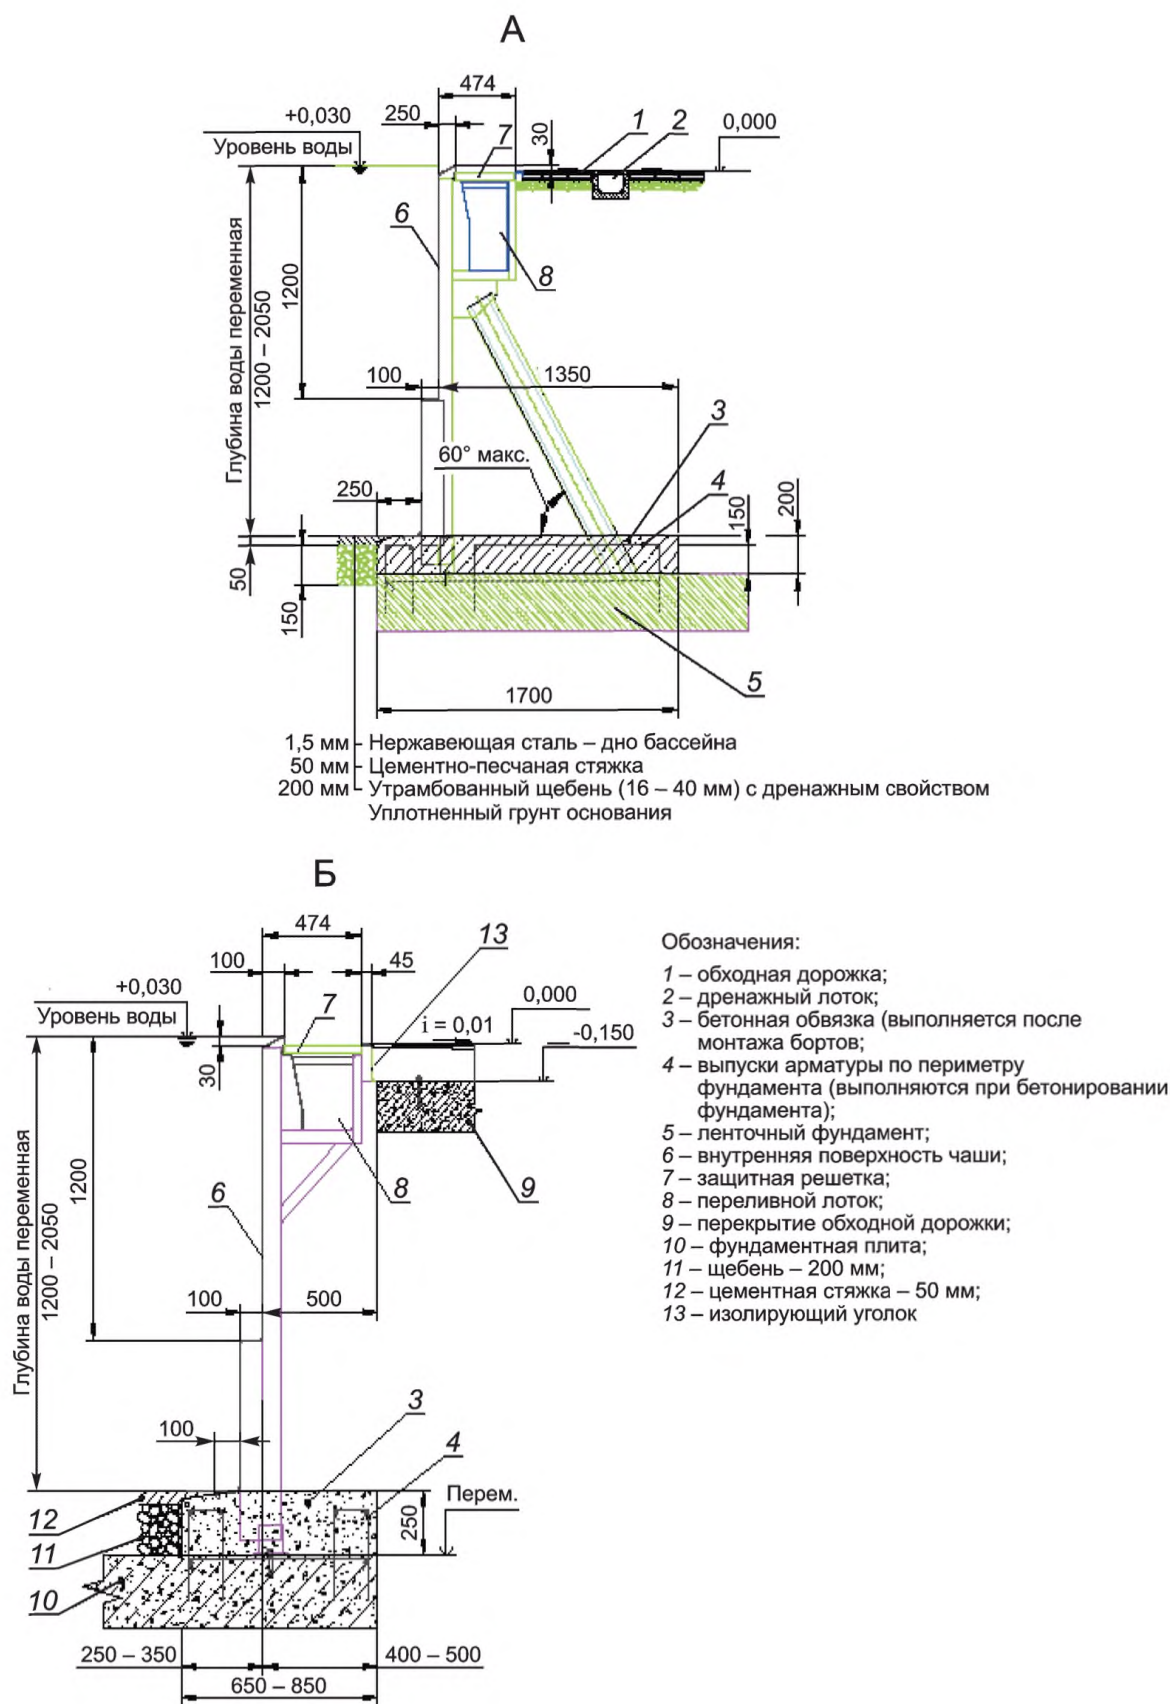 А
474
+0,030
250
7
30
1
2
0,000
Уровень воды
6
8
Глубина воды переменная
1200 – 2050
1200
100
1350
3
60° макс.
4
250
150
200
50
150
5
1700
1,5 мм – Нержавеющая сталь – дно бассейна
50 мм – Цементно-песчаная стяжка
200 мм – Утрамбованный щебень (16 – 40 мм) с дренажным свойством
Уплотненный грунт основания
Б
474
13
100
45
+0,030
7
0,000
Уровень воды
i = 0,01
-0,150
30
Глубина воды переменная
1200 – 2050
1200
6
8
9
100
500
3
100
4
Перем.
12
250
11
10
250 – 350
400 – 500
650 – 850
Обозначения:
1 – обходная дорожка;
2 – дренажный лоток;
3 – бетонная обвязка (выполняется после
монтажа бортов;
4 – выпуски арматуры по периметру
фундамента (выполняются при бетонировании
фундамента);
5 – ленточный фундамент;
6 – внутренняя поверхность чаши;
7 – защитная решетка;
8 – переливной лоток;
9 – перекрытие обходной дорожки;
10 – фундаментная плита;
11 – щебень – 200 мм;
12 – цементная стяжка – 50 мм;
13 – изолирующий уголок